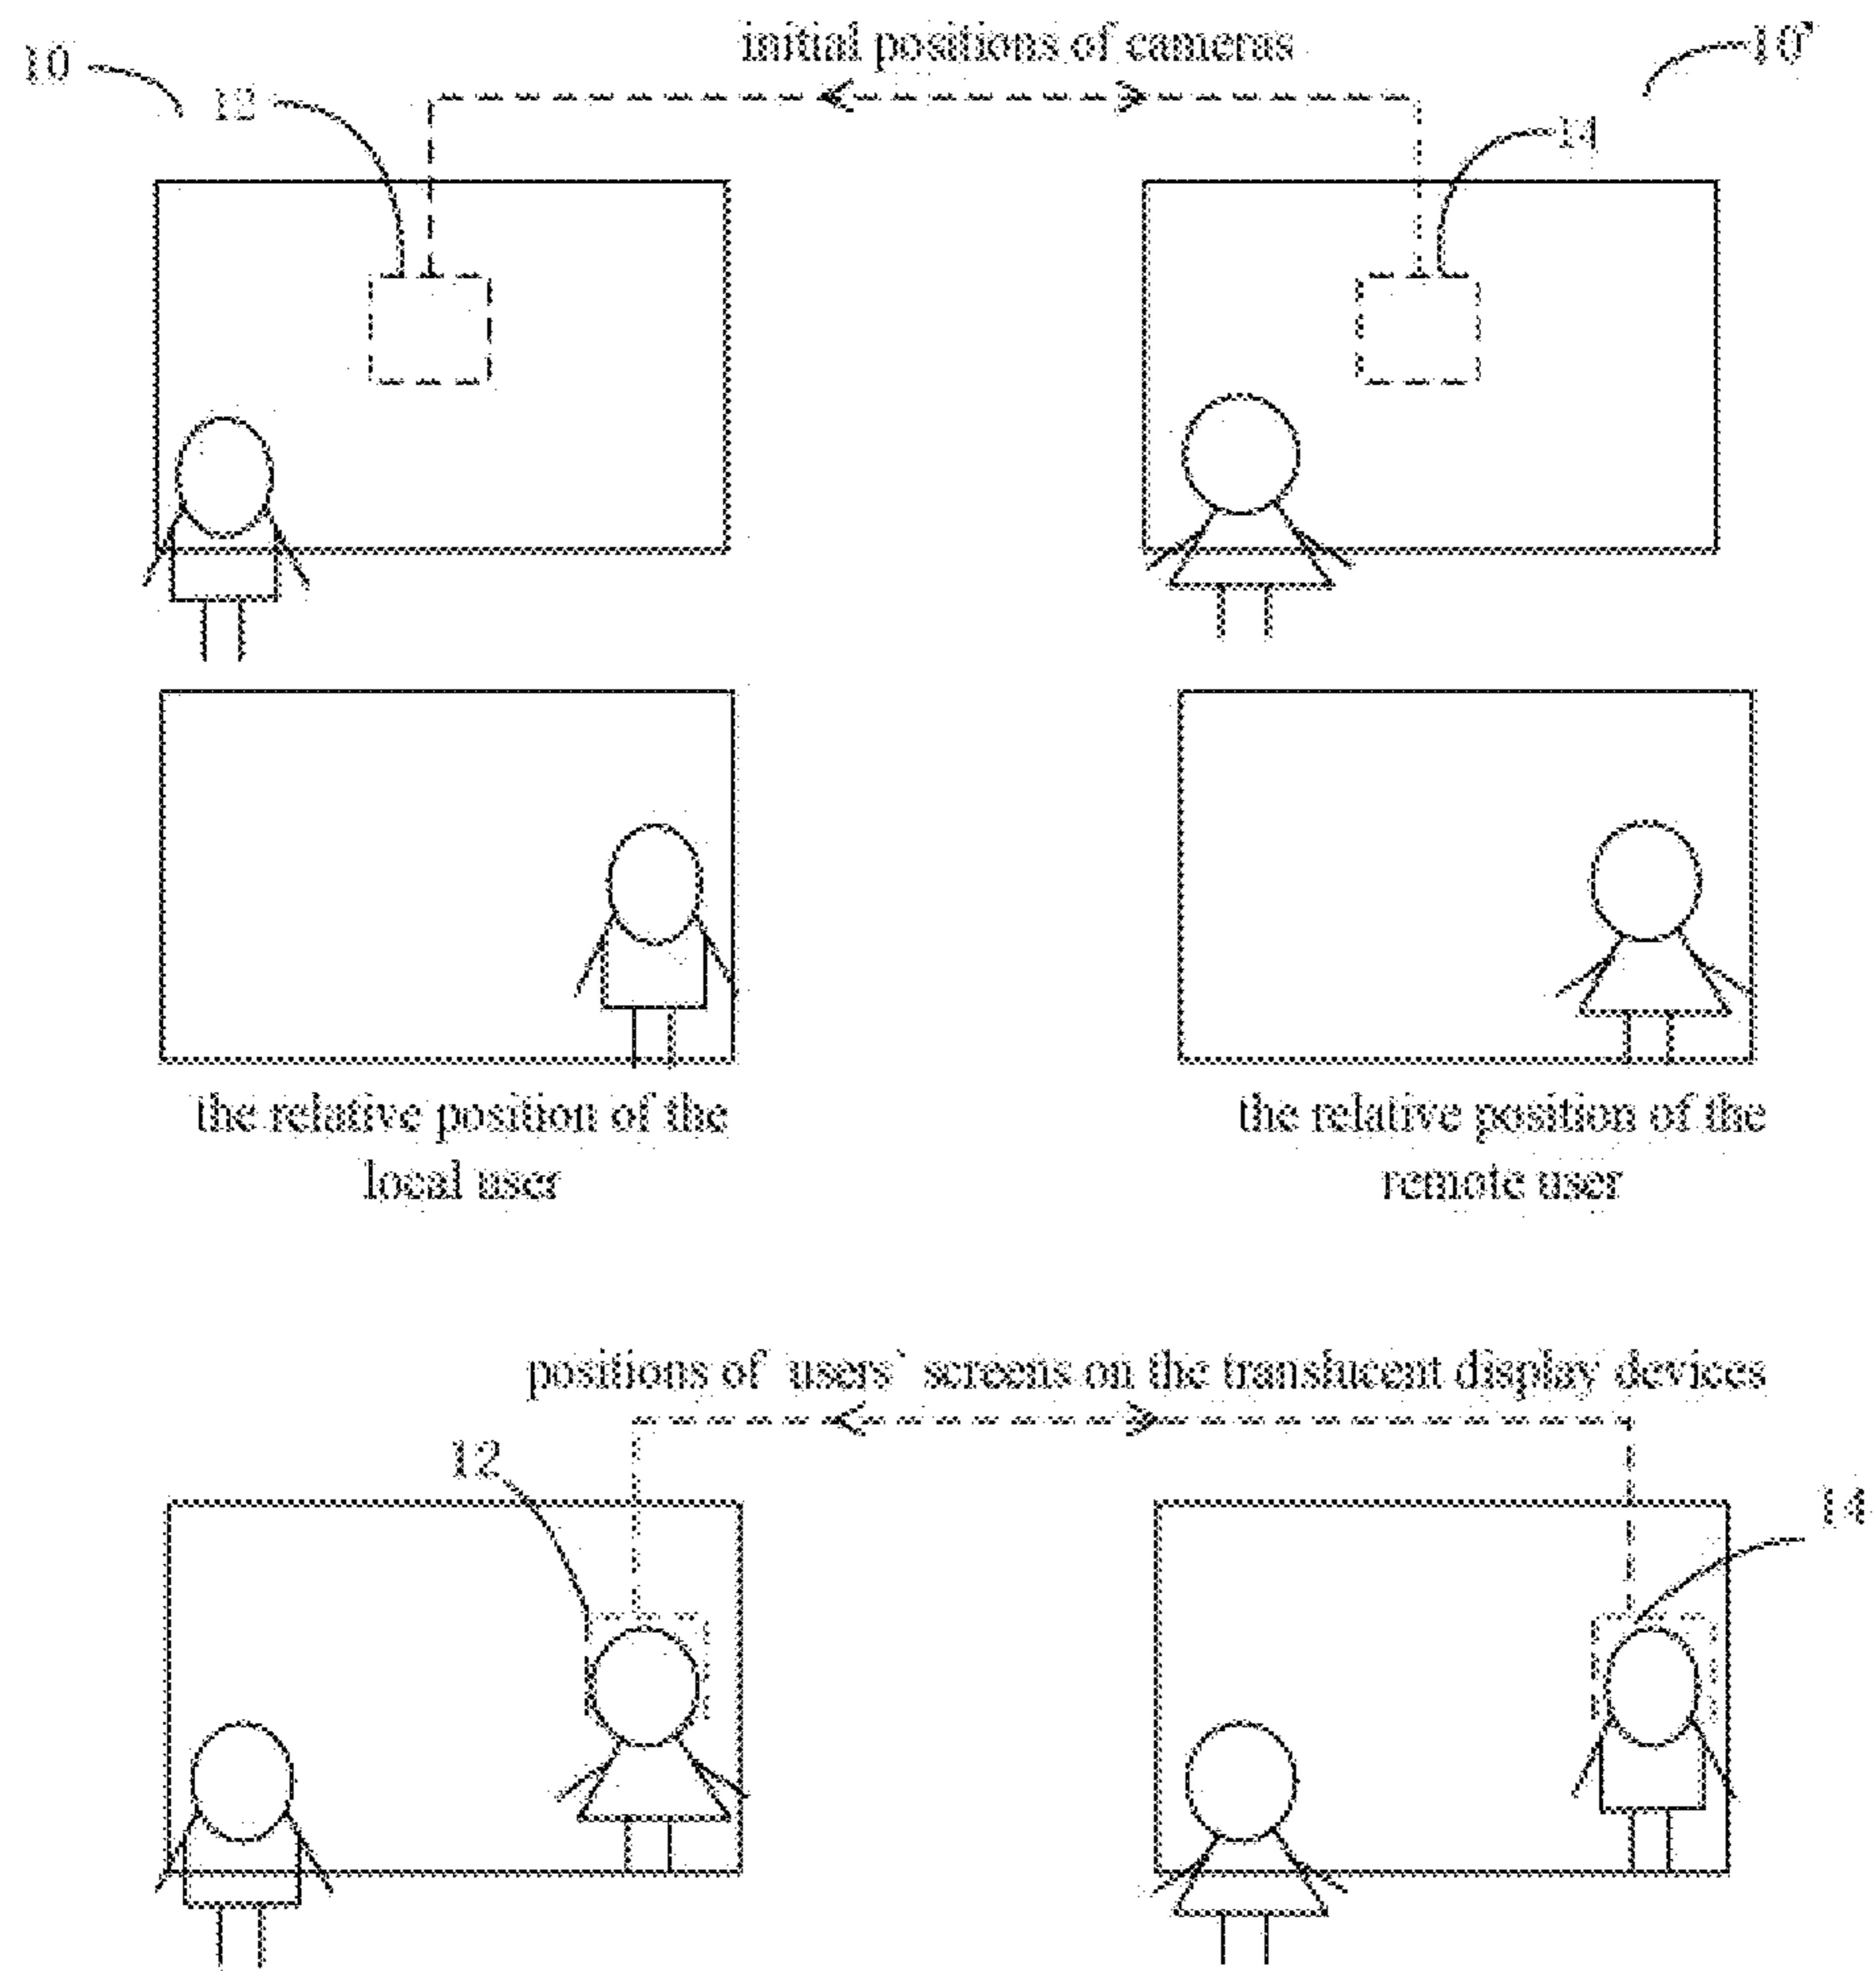 initial positions of cameras
10
10'
12
14
the relative position of the
local user
the relative position of the
remote user
positions of users' screens on the translucent display devices
12
14